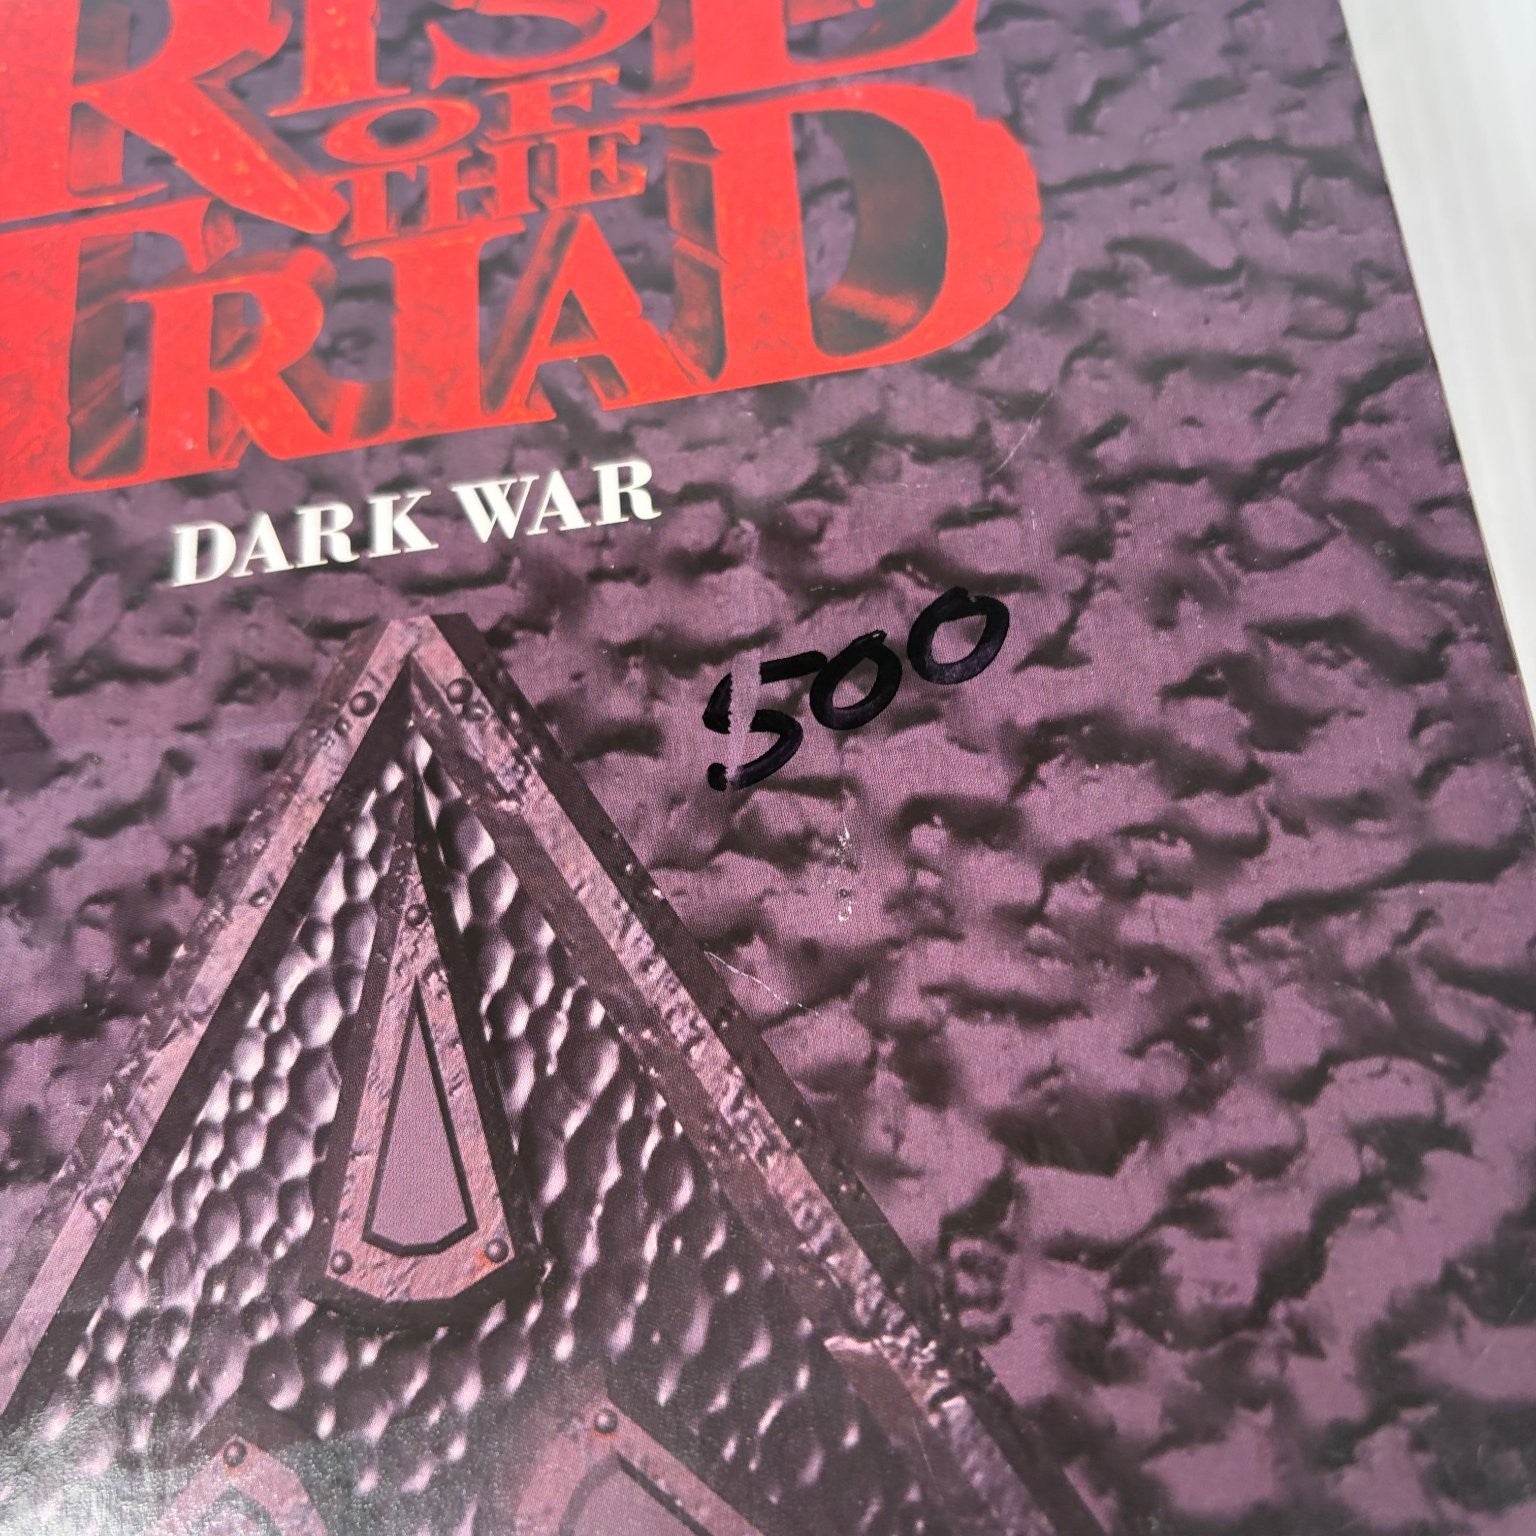 RISE
OF
THE
TRIAD
DARK WAR
500